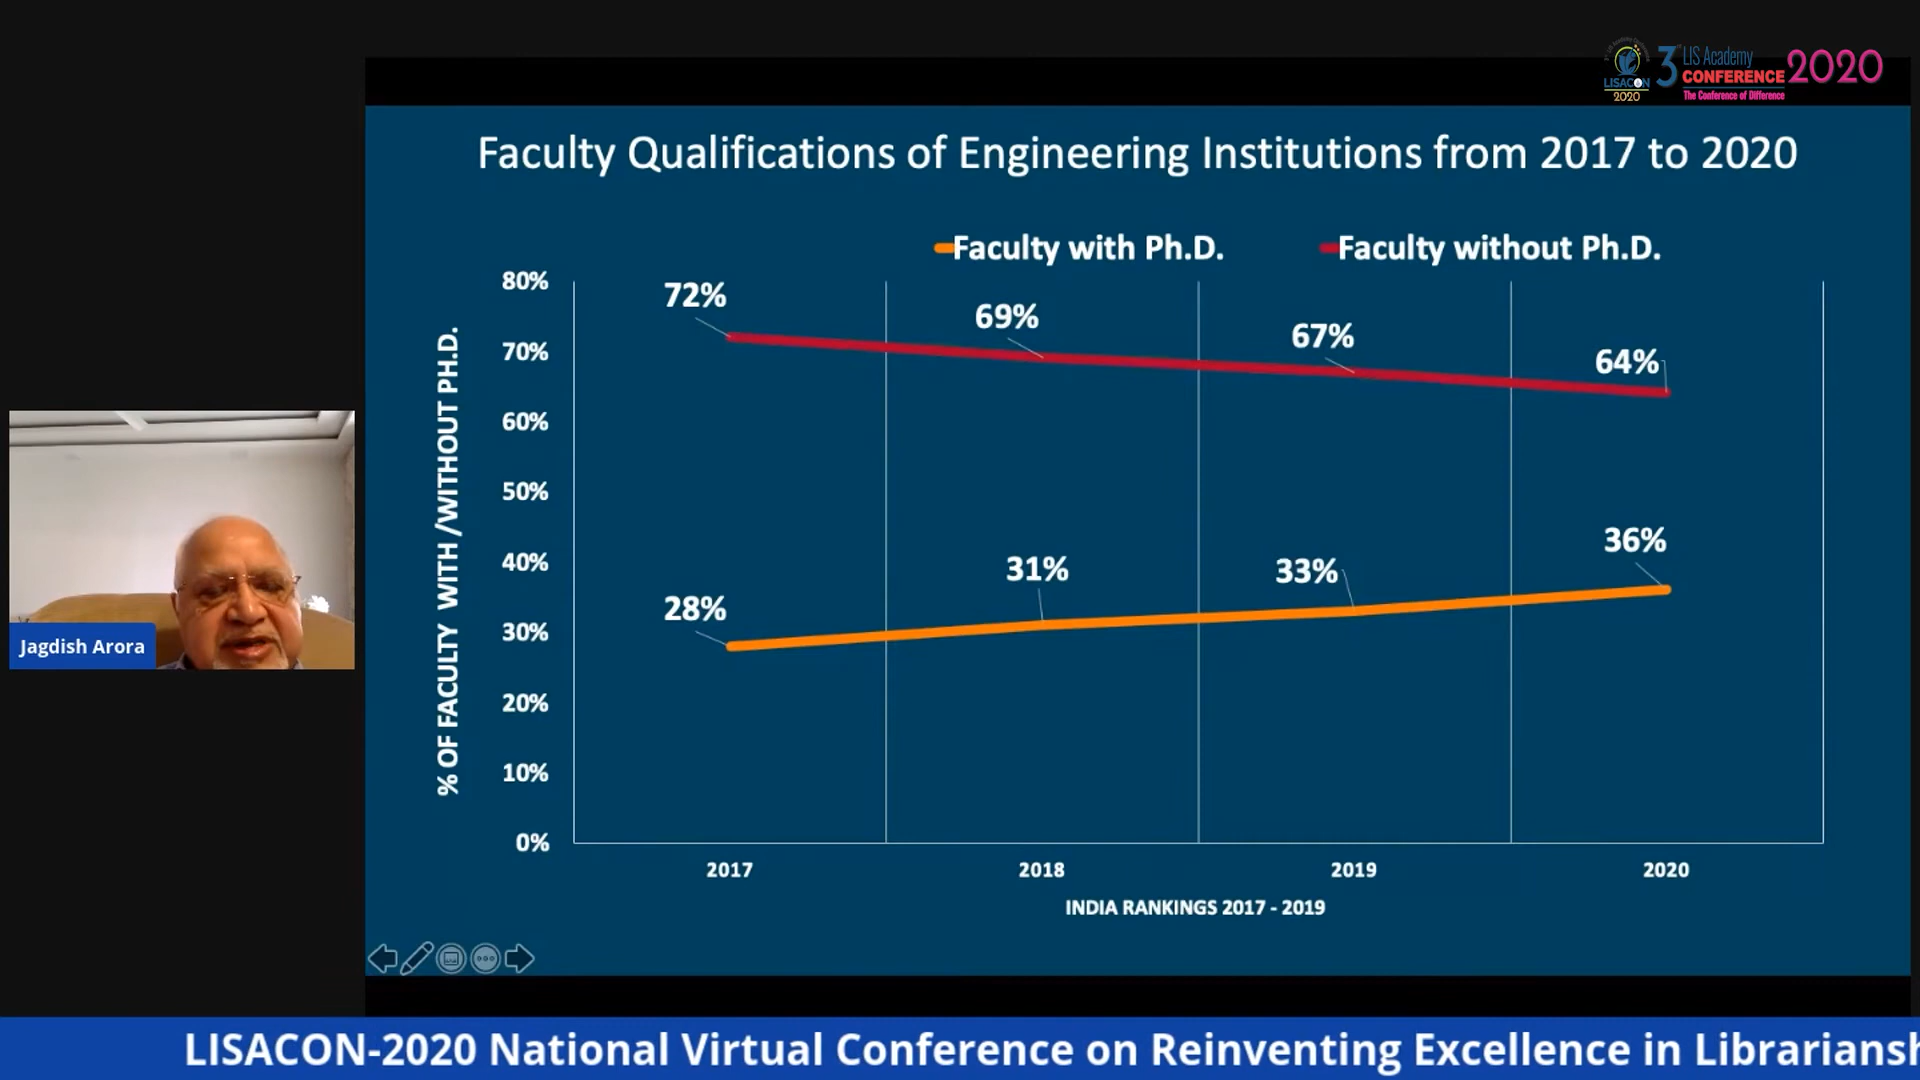 3rd LIS Academy
CONFERENCE 2020
The Conference of Difference
LISACON
2020
Faculty Qualifications of Engineering Institutions from 2017 to 2020
Faculty with Ph.D. Faculty without Ph.D.
% OF FACULTY WITH /WITHOUT PH.D.
80%
70%
60%
50%
40%
30%
20%
10%
0%
72%
69%
67%
64%
28%
31%
33%
36%
2017 2018 2019 2020
INDIA RANKINGS 2017 - 2019
Jagdish Arora
LISACON-2020 National Virtual Conference on Reinventing Excellence in